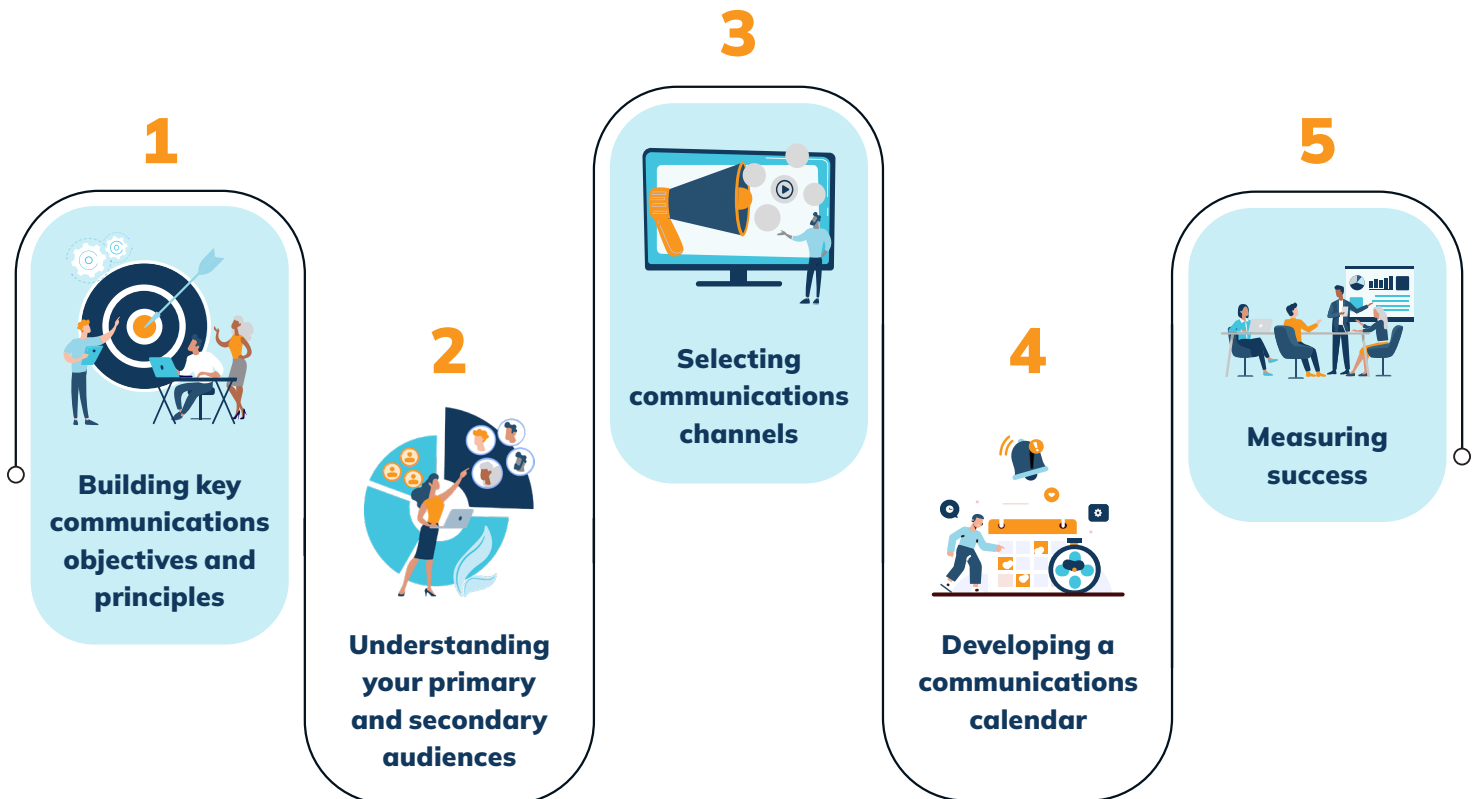 1
Building key
communications
objectives and
principles
2
Understanding
your primary
and secondary
audiences
3
Selecting
communications
channels
4
Developing a
communications
calendar
5
Measuring
success